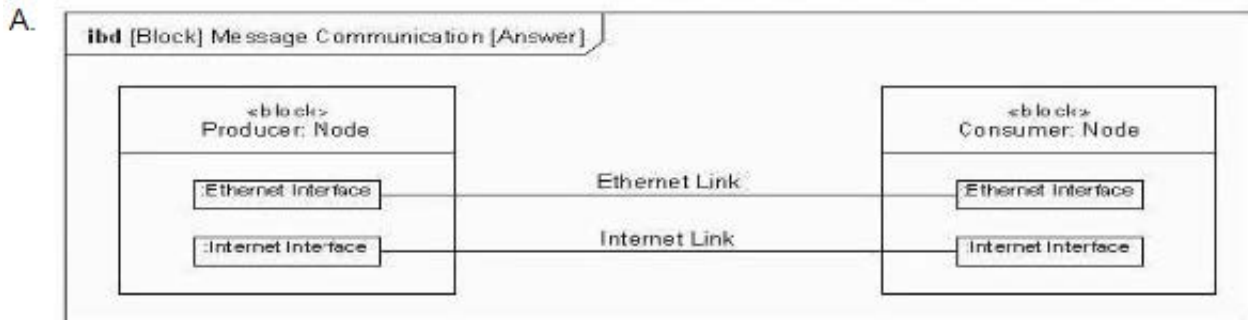 A.
ibd [Block] Message Communication [Answer]
«block»
Producer: Node
:Ethernet Interface
:Internet Interface
Ethernet Link
Internet Link
«block»
Consumer: Node
:Ethernet Interface
:Internet Interface